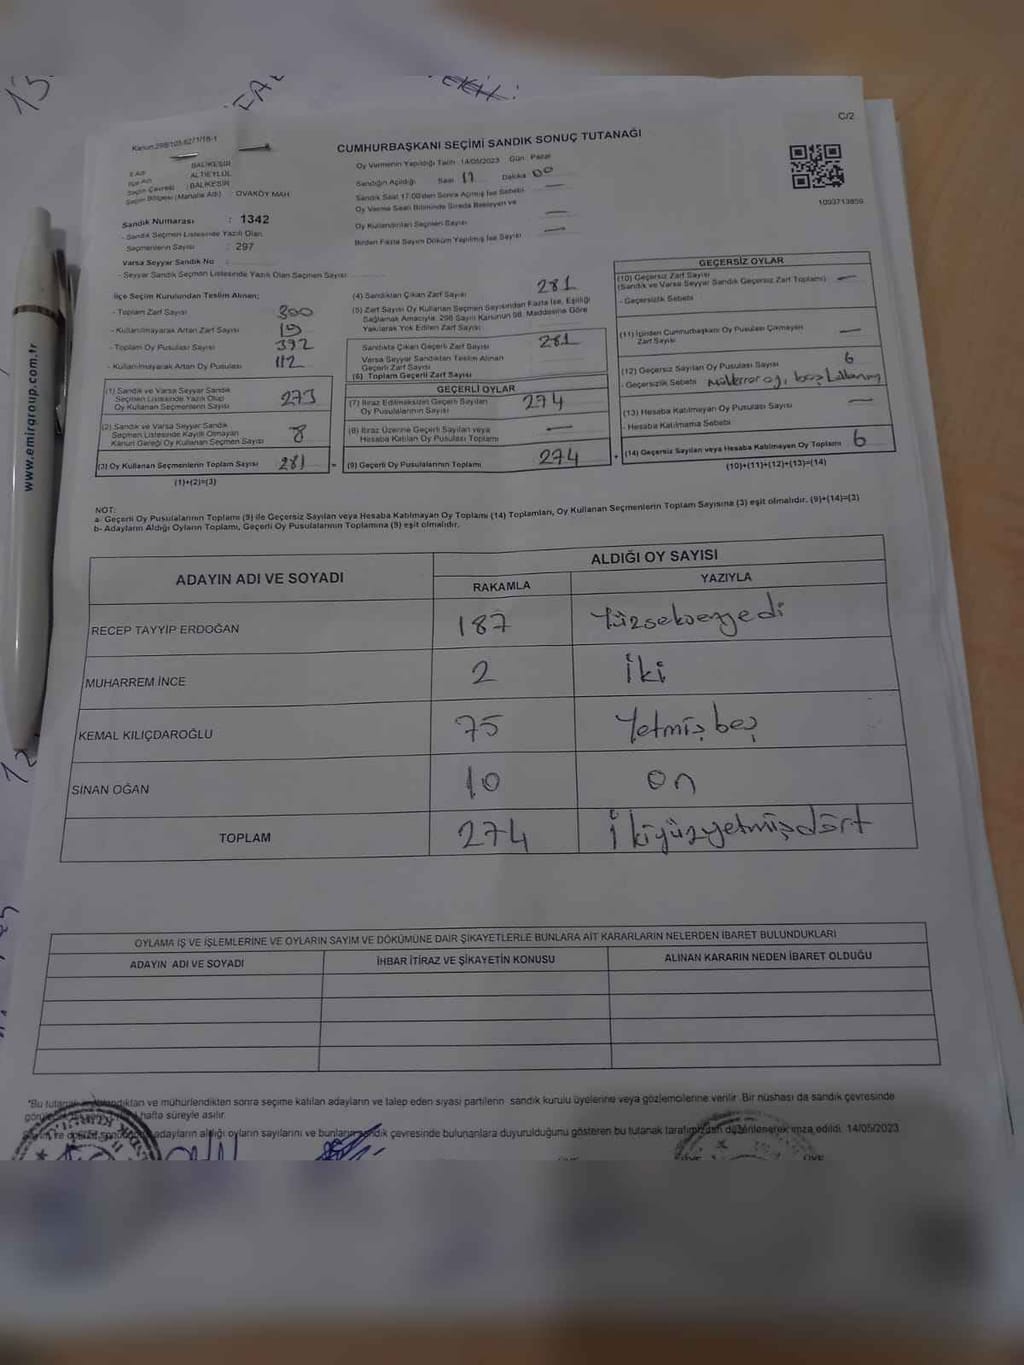 C/2
Kanun:298/103-6271/16-1
CUMHURBAŞKANI SEÇİMİ SANDIK SONUÇ TUTANAĞI
İl Adı : BALIKESİR
İlçe Adı : ALTIEYLÜL
Seçim Çevresi : BALIKESİR
Seçim Bölgesi (Mahalle Adı) : OVAKÖY MAH.
Oy Vermenin Yapıldığı Tarih : 14/05/2023 Gün : Pazar
Sandığın Açıldığı Saat 17 Dakika 00
Sandık Saat 17:00'den Sonra Açılmış İse Sebebi —
Oy Verme Saati Bitiminde Sırada Bekleyen ve
Oy Kullandırılan Seçmen Sayısı —
Birden Fazla Sayım Döküm Yapılmış İse Sayısı —
1093713859
Sandık Numarası : 1342
- Sandık Seçmen Listesinde Yazılı Olan
Seçmenlerin Sayısı : 297
Varsa Seyyar Sandık No
- Seyyar Sandık Seçmen Listesinde Yazılı Olan Seçmen Sayısı
İlçe Seçim Kurulundan Teslim Alınan;
- Toplam Zarf Sayısı 300
- Kullanılmayarak Artan Zarf Sayısı 19
- Toplam Oy Pusulası Sayısı 392
- Kullanılmayarak Artan Oy Pusulası 112
(1) Sandık ve Varsa Seyyar Sandık
Seçmen Listesinde Yazılı Olup
Oy Kullanan Seçmenlerin Sayısı 273
(2) Sandık ve Varsa Seyyar Sandık
Seçmen Listesinde Kayıtlı Olmayan
Kanun Gereği Oy Kullanan Seçmen Sayısı 8
(3) Oy Kullanan Seçmenlerin Toplam Sayısı 281
(1)+(2)=(3)
(4) Sandıktan Çıkan Zarf Sayısı 281
(5) Zarf Sayısı Oy Kullanan Seçmen Sayısından Fazla İse, Eşitliği
Sağlamak Amacıyla, 298 Sayılı Kanunun 98. Maddesine Göre
Yakılarak Yok Edilen Zarf Sayısı
Sandıkta Çıkan Geçerli Zarf Sayısı 281
Varsa Seyyar Sandıktan Teslim Alınan
Geçerli Zarf Sayısı
(6) Toplam Geçerli Zarf Sayısı
GEÇERLİ OYLAR
(7) İtiraz Edilmeksizin Geçerli Sayılan
Oy Pusulalarının Sayısı 274
(8) İtiraz Üzerine Geçerli Sayılan veya
Hesaba Katılan Oy Pusulası Toplamı —
(9) Geçerli Oy Pusulalarının Toplamı 274
GEÇERSİZ OYLAR
(10) Geçersiz Zarf Sayısı
(Sandık ve Varsa Seyyar Sandık Geçersiz Zarf Toplamı) —
- Geçersizlik Sebebi
(11) İçinden Cumhurbaşkanı Oy Pusulası Çıkmayan
Zarf Sayısı —
(12) Geçersiz Sayılan Oy Pusulası Sayısı 6
- Geçersizlik Sebebi
(13) Hesaba Katılmayan Oy Pusulası Sayısı —
- Hesaba Katılmama Sebebi
(14) Geçersiz Sayılan veya Hesaba Katılmayan Oy Toplamı 6
(10)+(11)+(12)+(13)=(14)
NOT:
a- Geçerli Oy Pusulalarının Toplamı (9) ile Geçersiz Sayılan veya Hesaba Katılmayan Oy Toplamı (14) Toplamları, Oy Kullanan Seçmenlerin Toplam Sayısına (3) eşit olmalıdır. (9)+(14)=(3)
b- Adayların Aldığı Oyların Toplamı, Geçerli Oy Pusulalarının Toplamına (9) eşit olmalıdır.
ADAYIN ADI VE SOYADI
ALDIĞI OY SAYISI
RAKAMLA YAZIYLA
RECEP TAYYİP ERDOĞAN 187 Yüzseksenyedi
MUHARREM İNCE 2 İki
KEMAL KILIÇDAROĞLU 75 Yetmiş beş
SİNAN OĞAN 10 on
TOPLAM 274 İkiyüzyetmişdört
OYLAMA İŞ VE İŞLEMLERİNE VE OYLARIN SAYIM VE DÖKÜMÜNE DAİR ŞİKAYETLERLE BUNLARA AİT KARARLARIN NELERDEN İBARET BULUNDUKLARI
ADAYIN ADI VE SOYADI İHBAR İTİRAZ VE ŞİKAYETİN KONUSU ALINAN KARARIN NEDEN İBARET OLDUĞU
ve mühürlendikten sonra seçime katılan adayların ve talep eden siyasi partilerin sandık kurulu üyelerine veya gözlemcilerine verilir. Bir nüshası da sandık çevresinde
hafta süreyle asılır.
adayların aldığı oyların sayılarını ve bunların sandık çevresinde bulunanlara duyurulduğunu gösteren bu tutanak tarafımızdan düzenlenerek imza edildi. 14/05/2023
ÜYE
www.emirgroup.com.tr